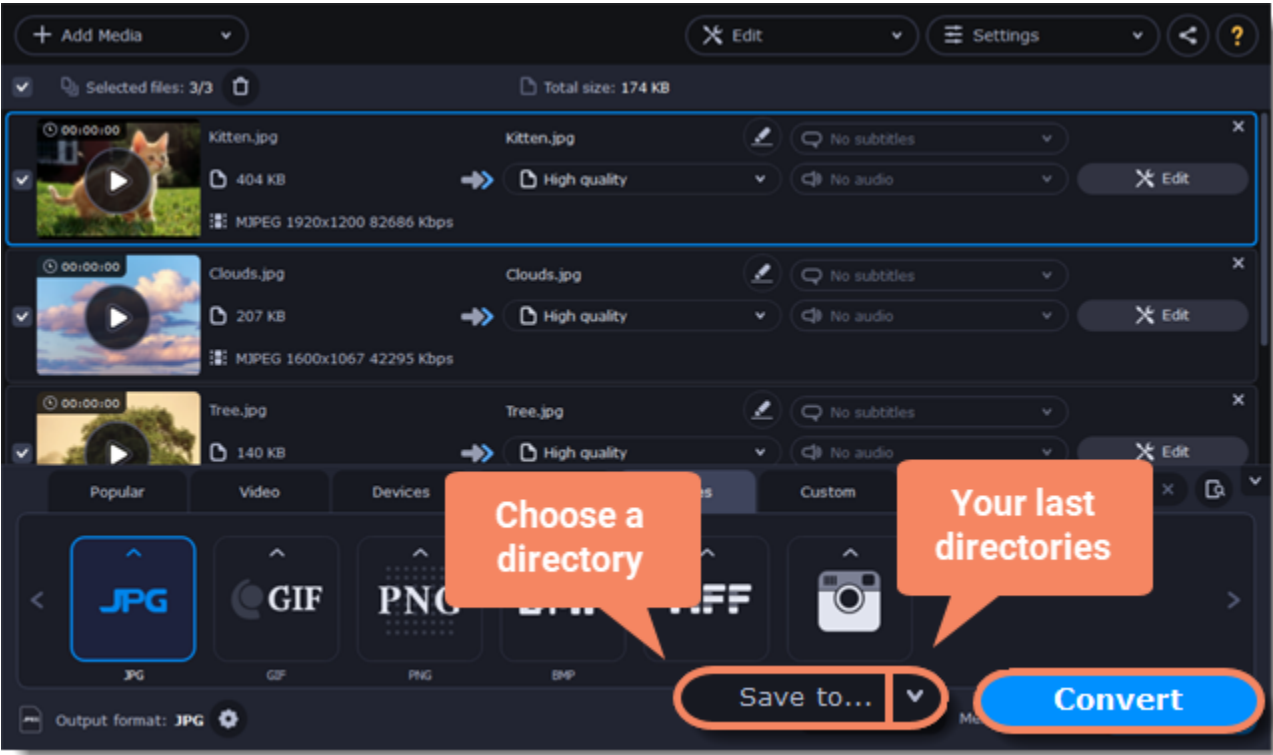 Add Media
Edit
Settings
?
Selected files: 3/3
Total size: 174 KB
00:00:00
Kitten.jpg
Kitten.jpg
No subtitles
404 KB
High quality
No audio
Edit
MJPEG 1920x1200 82686 Kbps
00:00:00
Clouds.jpg
Clouds.jpg
No subtitles
207 KB
High quality
No audio
Edit
MJPEG 1600x1067 42295 Kbps
00:00:00
Tree.jpg
Tree.jpg
No subtitles
140 KB
High quality
No audio
Edit
Popular
Video
Devices
Custom
Choose a
directory
Your last
directories
JPG
GIF
PNG
JPG
GIF
PNG
BMP
Save to...
Convert
Output format: JPG